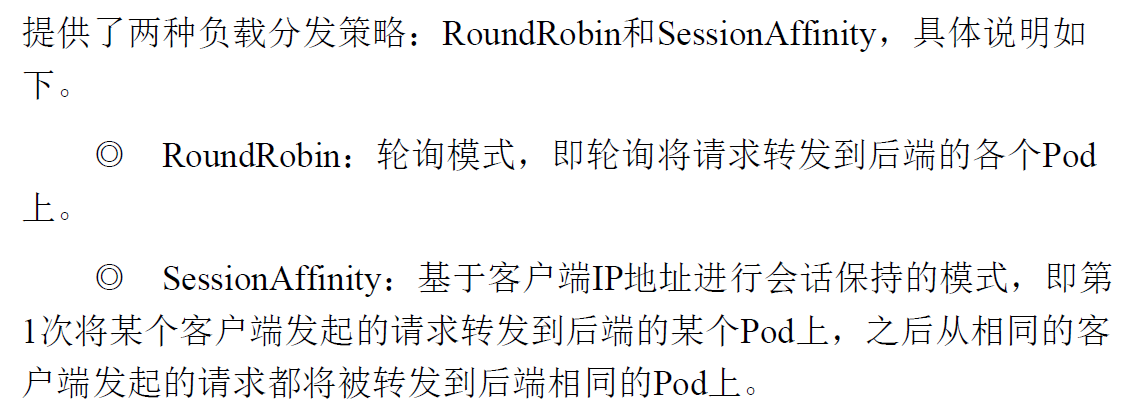 提供了两种负载分发策略：RoundRobin和SessionAffinity，具体说明如
下。
◎ RoundRobin：轮询模式，即轮询将请求转发到后端的各个Pod
上。
◎ SessionAffinity：基于客户端IP地址进行会话保持的模式，即第
1次将某个客户端发起的请求转发到后端的某个Pod上，之后从相同的客
户端发起的请求都将被转发到后端相同的Pod上。